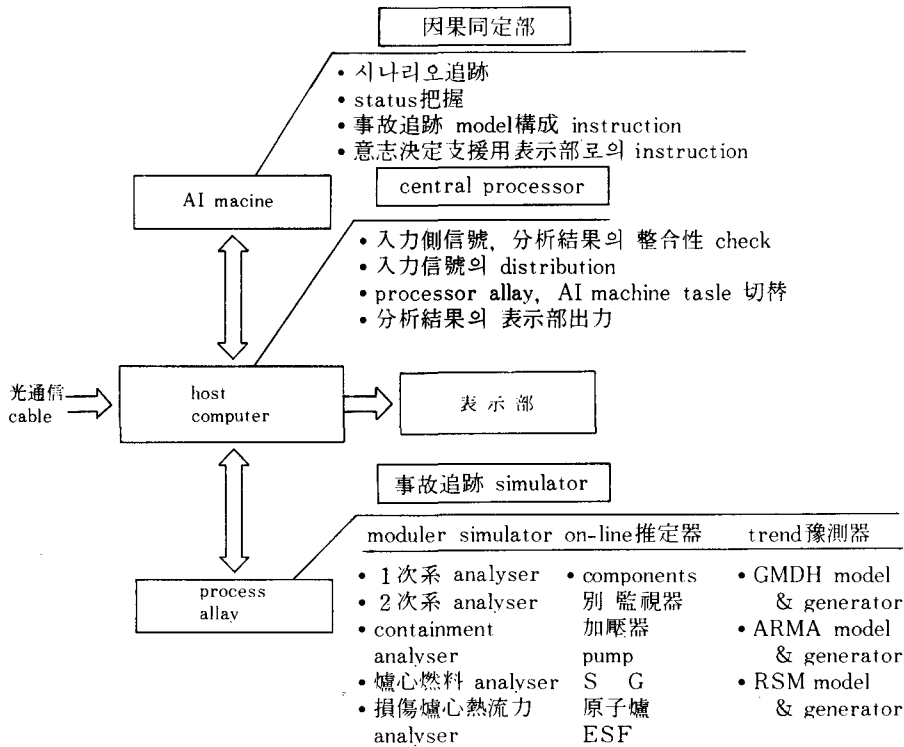 因果同定部
• 시나리오追跡
• status把握
• 事故追跡 model構成 instruction
• 意志決定支援用表示部로의 instruction
AI macine
central processor
• 入力側信號, 分析結果의 整合性 check
• 入力信號의 distribution
• processor allay, AI machine tasle 切替
• 分析結果의 表示部出力
光通信
cable
host
computer
表示部
事故追跡 simulator
process
allay
moduler simulator on-line推定器 trend豫測器
• 1次系 analyser • components • GMDH model
• 2次系 analyser 別 監視器 & generator
• containment 加壓器 • ARMA model
analyser pump & generator
• 爐心燃料 analyser S G • RSM model
• 損傷爐心熱流力 原子爐 & generator
analyser ESF